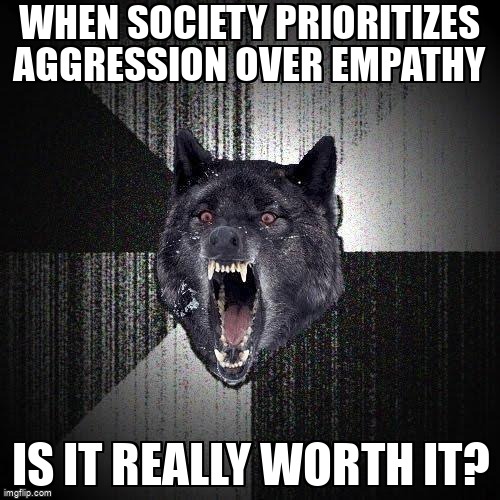 WHEN SOCIETY PRIORITIZES
AGGRESSION OVER EMPATHY
IS IT REALLY WORTH IT?
imgflip.com